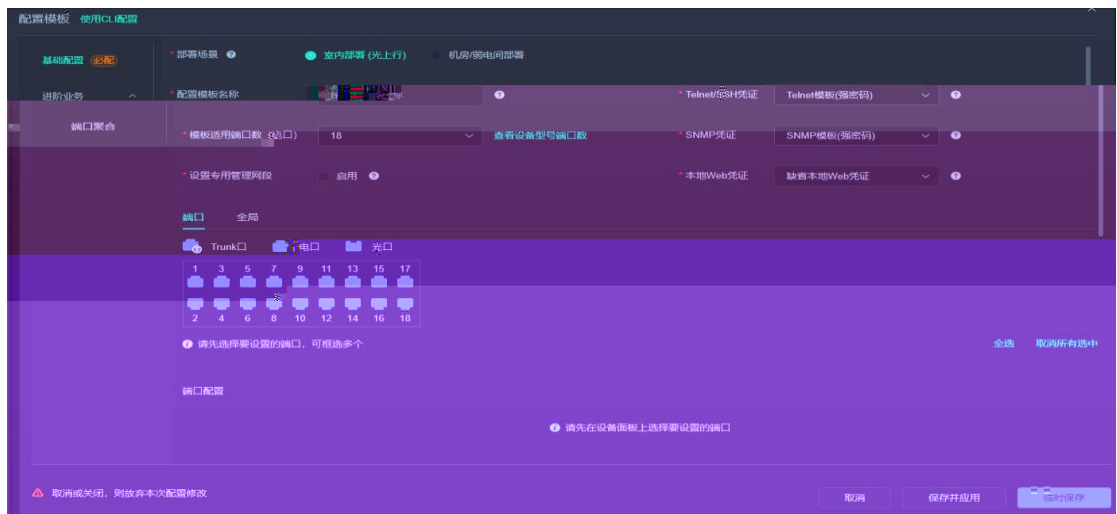 配置模板 使用CLI配置
基础配置 (必配)
* 部署场景 室内部署 (光上行) 机房/弱电间部署
进阶业务
* 配置模板名称
* Telnet/SSH凭证 Telnet模板(强密码)
端口聚合
* 模板适用端口数 18 查看设备型号端口数
* SNMP凭证 SNMP模板(强密码)
* 设置专用管理网段 启用
* 本地Web凭证 缺省本地Web凭证
端口 全局
Trunk口 电口 光口
1 3 5 7 9 11 13 15 17
2 4 6 8 10 12 14 16 18
请先选择要设置的端口,可框选多个
全选 取消所有选中
端口配置
请先在设备面板上选择要设置的端口
取消或关闭,则放弃本次配置修改
取消 保存并应用 临时保存